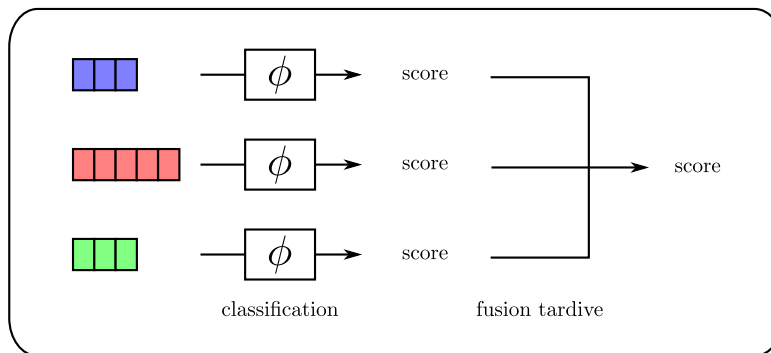 ϕ score
ϕ score score
ϕ score
classification fusion tardive